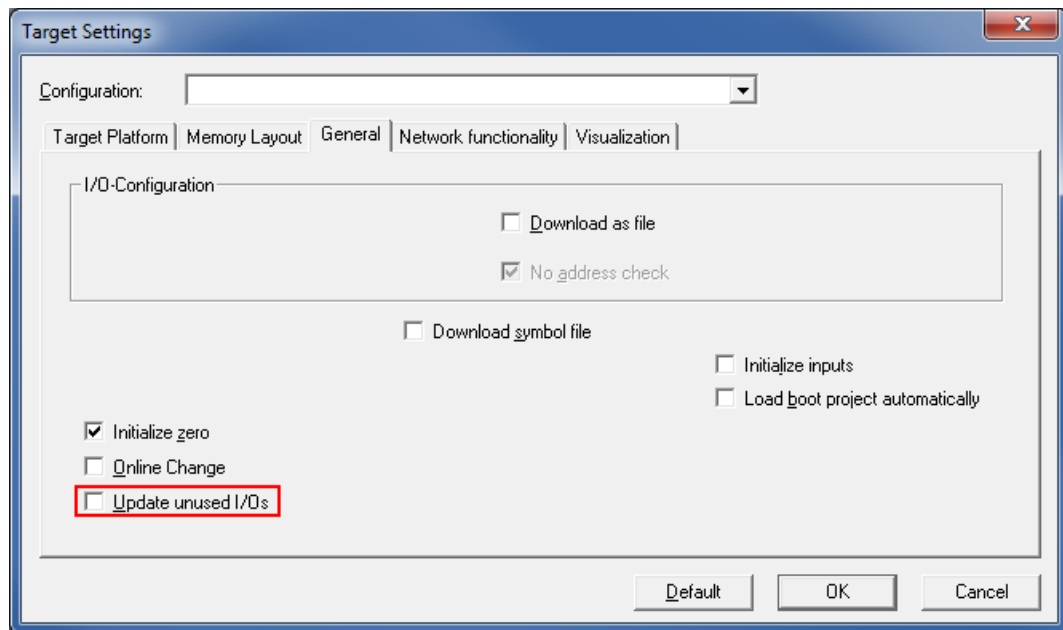 Target Settings
Configuration:
Target Platform Memory Layout General Network functionality Visualization
I/O-Configuration
Download as file
No address check
Download symbol file
Initialize inputs
Load boot project automatically
Initialize zero
Online Change
Update unused I/Os
Default OK Cancel